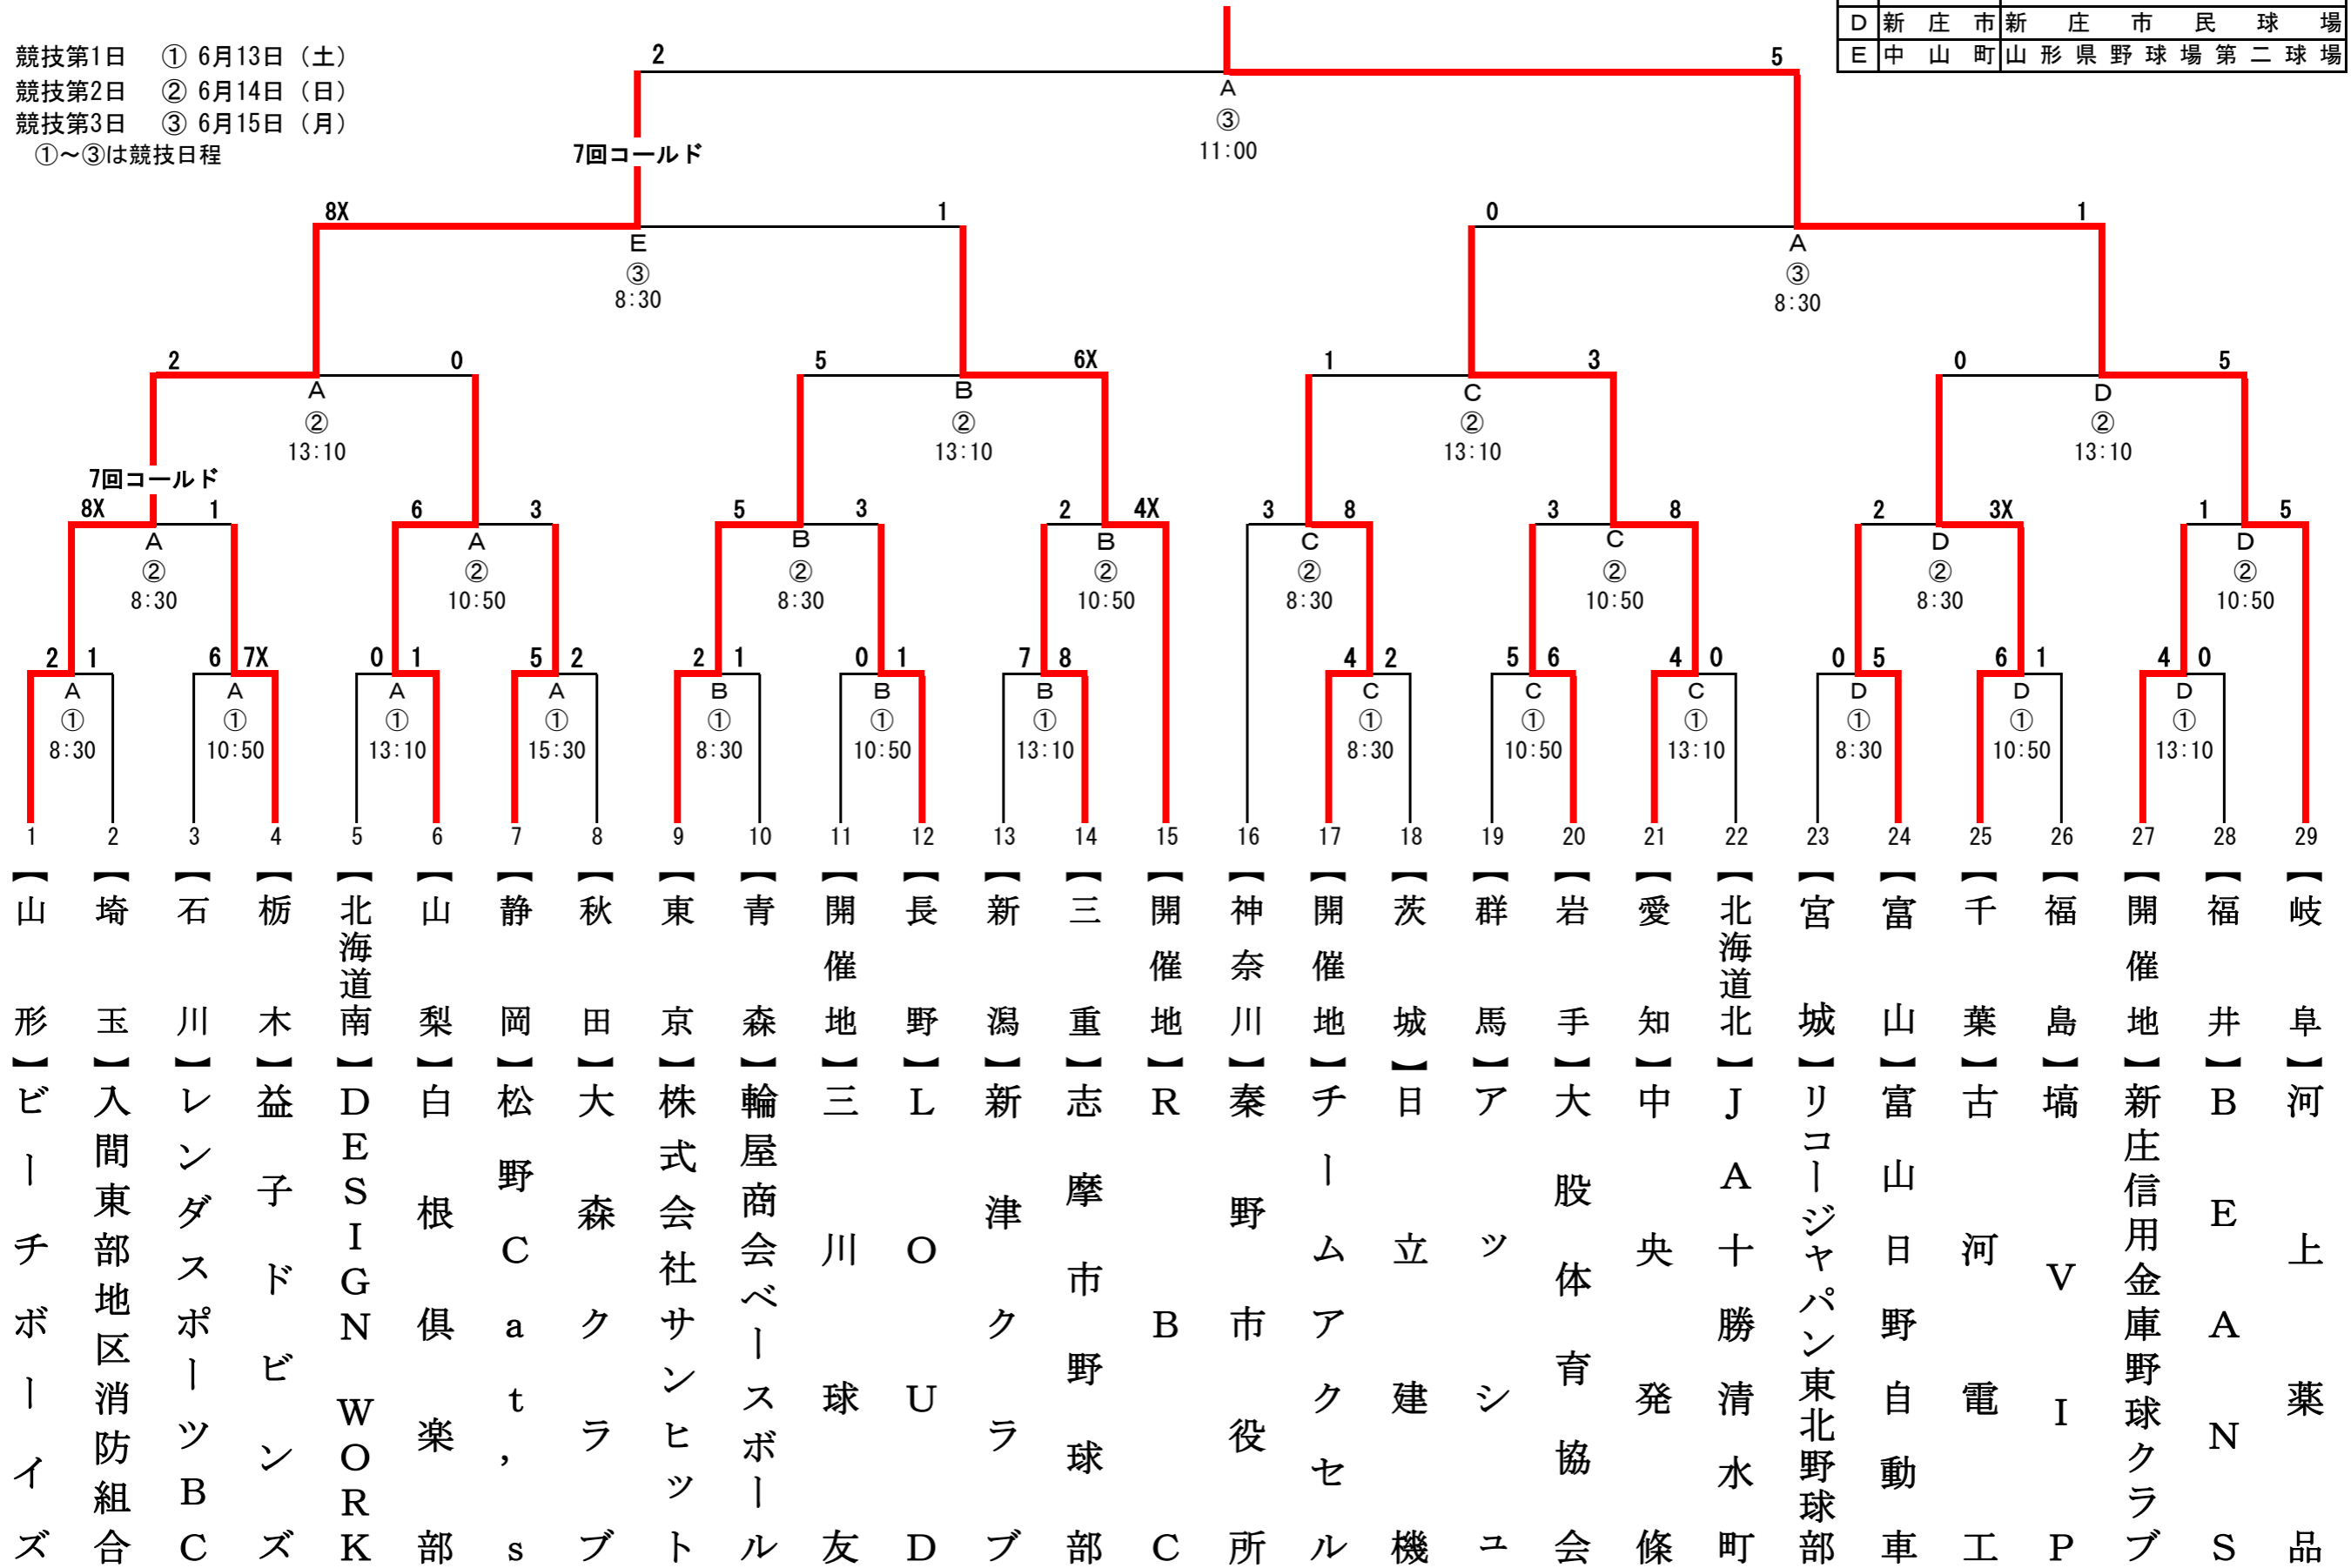 D 新庄市 新庄市民球場
E 中山町 山形県野球場第二球場
競技第1日 ① 6月13日（土）
競技第2日 ② 6月14日（日）
競技第3日 ③ 6月15日（月）
①～③は競技日程
2 5
A
③
11:00
7回コールド
8X 1 0 1
E A
③ ③
8:30 8:30
2 0 5 6X 1 3 0 5
A B C D
② ② ② ②
13:10 13:10 13:10 13:10
7回コールド
8X 1 6 3 5 3 2 4X 3 8 3 8 2 3X 1 5
A A B B C C D D
② ② ② ② ② ② ② ②
8:30 10:50 8:30 10:50 8:30 10:50 8:30 10:50
2 1 6 7X 0 1 5 2 2 1 0 1 7 8 4 2 5 6 4 0 0 5 6 1 4 0
A A A A B B B C C C D D D
① ① ① ① ① ① ① ① ① ① ① ① ①
8:30 10:50 13:10 15:30 8:30 10:50 13:10 8:30 10:50 13:10 8:30 10:50 13:10
1 2 3 4 5 6 7 8 9 10 11 12 13 14 15 16 17 18 19 20 21 22 23 24 25 26 27 28 29
【山形】ビーチボーイズ
【埼玉】入間東部地区消防組合
【石川】レンダスポーツBC
【栃木】益子ドビンズ
【北海道南】DESIGN WORK
【山梨】白根倶楽部
【静岡】松野Cat's
【秋田】大森クラブ
【東京】株式会社サンヒット
【青森】輪屋商会ベースボール
【開催地】三川球友
【長野】LOUD
【新潟】新津クラブ
【三重】志摩市野球部
【開催地】RBC
【神奈川】秦野市役所
【開催地】チームアクセル
【茨城】日立建機
【群馬】アッシュ
【岩手】大股体育協会
【愛知】中央発條
【北海道北】JA十勝清水町
【宮城】リコージャパン東北野球部
【富山】富山日野自動車
【千葉】古河電工
【福島】塙VIP
【開催地】新庄信用金庫野球クラブ
【福井】BEANS
【岐阜】河上薬品